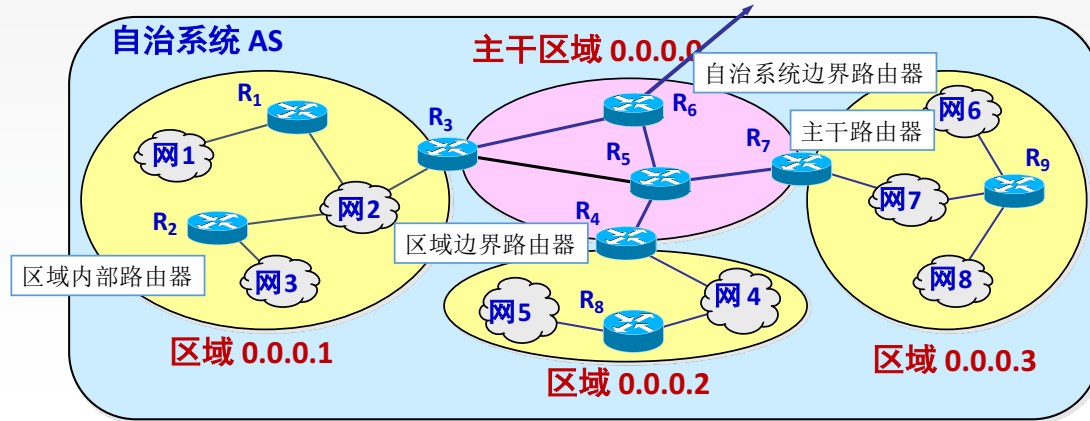 自治系统 AS
主干区域 0.0.0.0
自治系统边界路由器
R1
R3
R6
主干路由器
网6
网1
R5
R7
R9
R2
网2
R4
网7
区域边界路由器
区域内部路由器
网3
网5
R8
网4
网8
区域 0.0.0.1
区域 0.0.0.2
区域 0.0.0.3